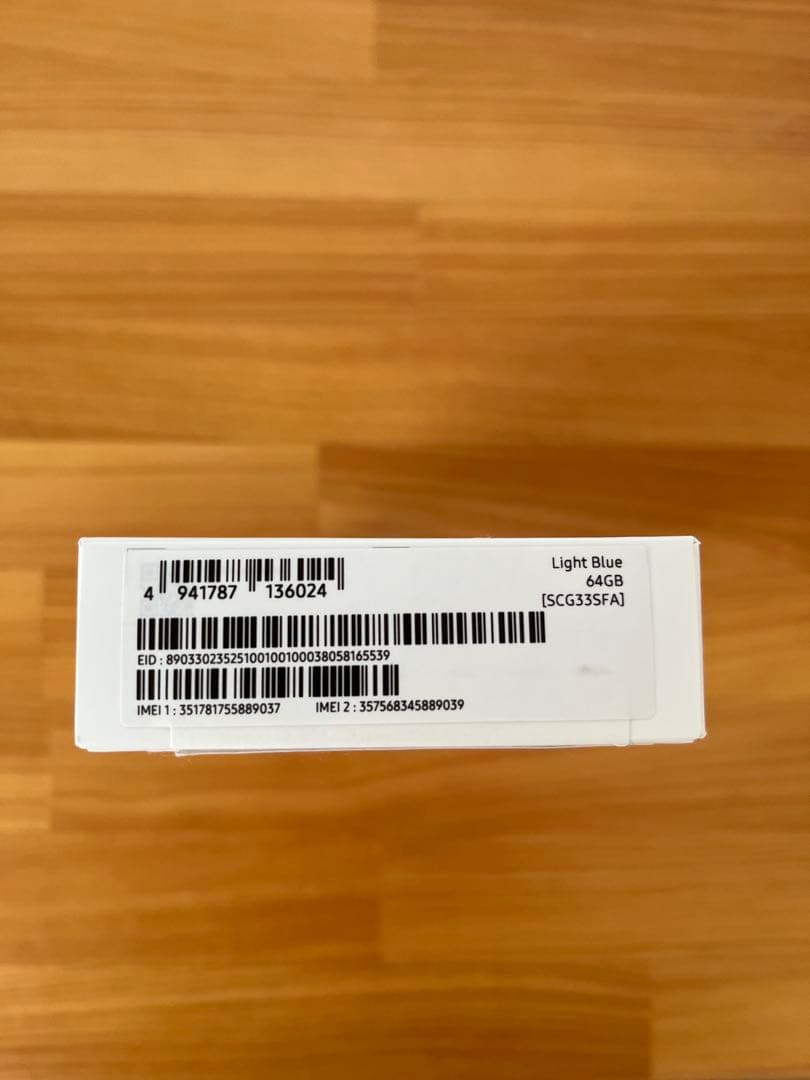 4 941787 136024
Light Blue
64GB
[SCG33SFA]
EID : 89033023525100100100038058165539
IMEI 1 : 351781755889037 IMEI 2 : 357568345889039